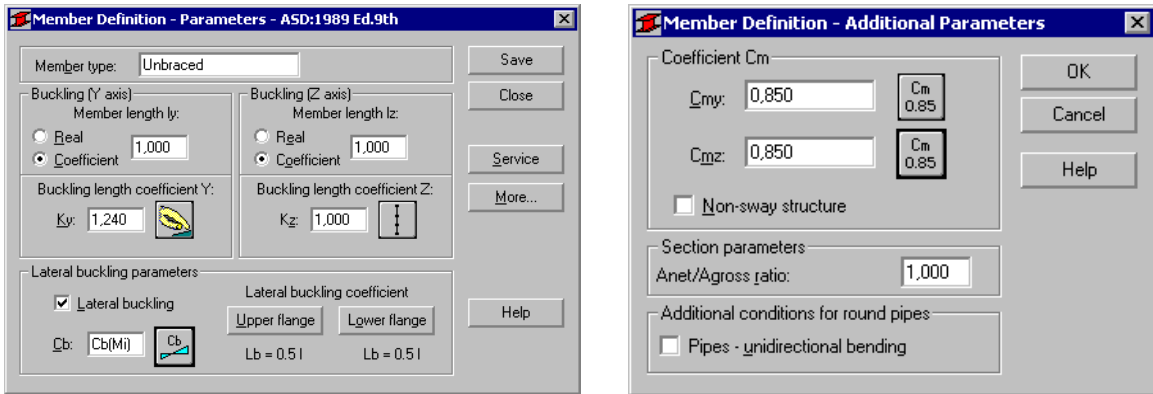 Member Definition - Parameters - ASD:1989 Ed.9th
Member type: Unbraced
Save
Close
Service
More...
Help
Buckling (Y axis)
Member length ly:
Real
Coefficient
1,000
Buckling length coefficient Y:
Ky: 1,240
Buckling (Z axis)
Member length lz:
Real
Coefficient
1,000
Buckling length coefficient Z:
Kz: 1,000
Lateral buckling parameters
Lateral buckling
Cb: Cb(Mi) Cb
Lateral buckling coefficient
Upper flange Lower flange
Lb = 0.5 l Lb = 0.5 l
Member Definition - Additional Parameters
Coefficient Cm
Cmy: 0,850 Cm
0.85
Cmz: 0,850 Cm
0.85
Non-sway structure
OK
Cancel
Help
Section parameters
Anet/Agross ratio: 1,000
Additional conditions for round pipes
Pipes - unidirectional bending